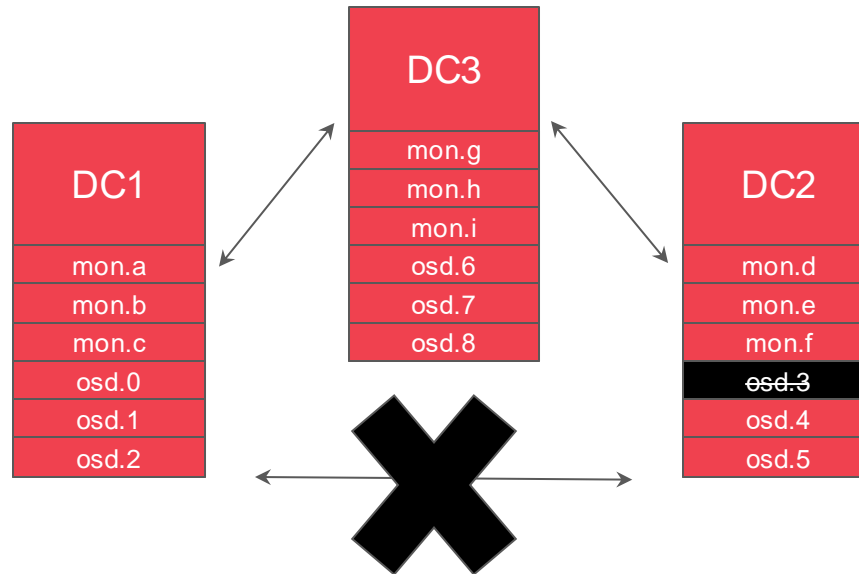 DC3
mon.g
mon.h
mon.i
osd.6
osd.7
osd.8
DC1
mon.a
mon.b
mon.c
osd.0
osd.1
osd.2
DC2
mon.d
mon.e
mon.f
osd.3
osd.4
osd.5